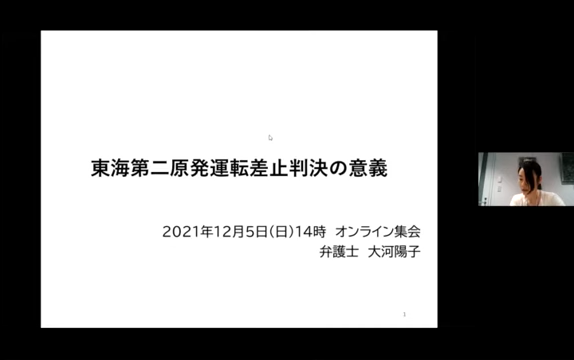 東海第二原発運転差止判決の意義
2021年12月5日(日)14時 オンライン集会
弁護士 大河陽子
1